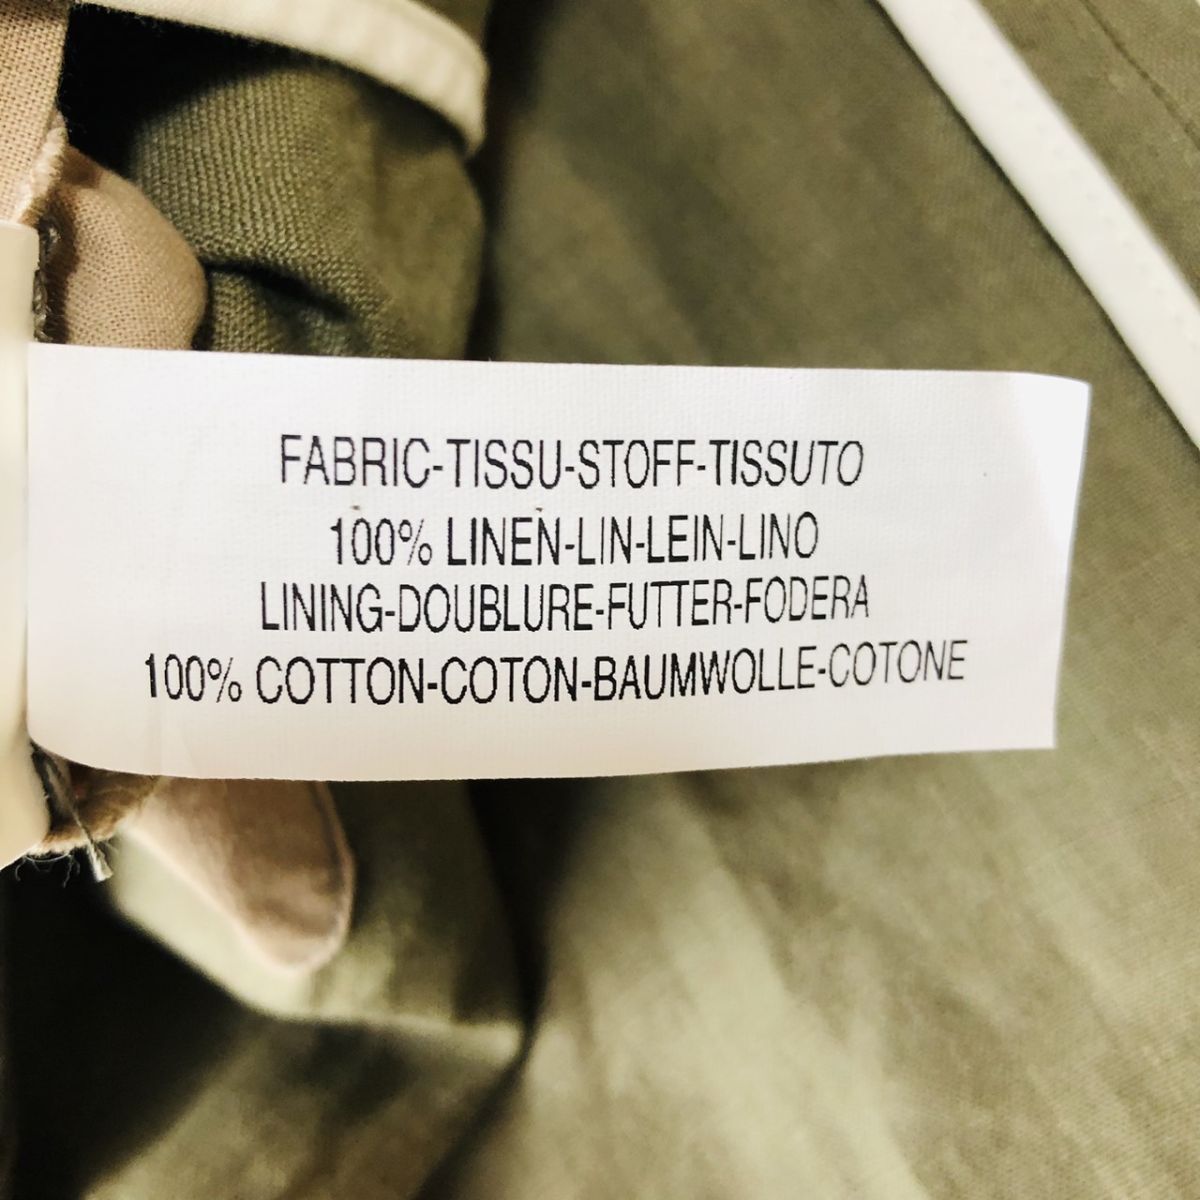 FABRIC-TISSU-STOFF-TISSUTO
100% LINEN-LIN-LEIN-LINO
LINING-DOUBLURE-FUTTER-FODERA
100% COTTON-COTON-BAUMWOLLE-COTONE